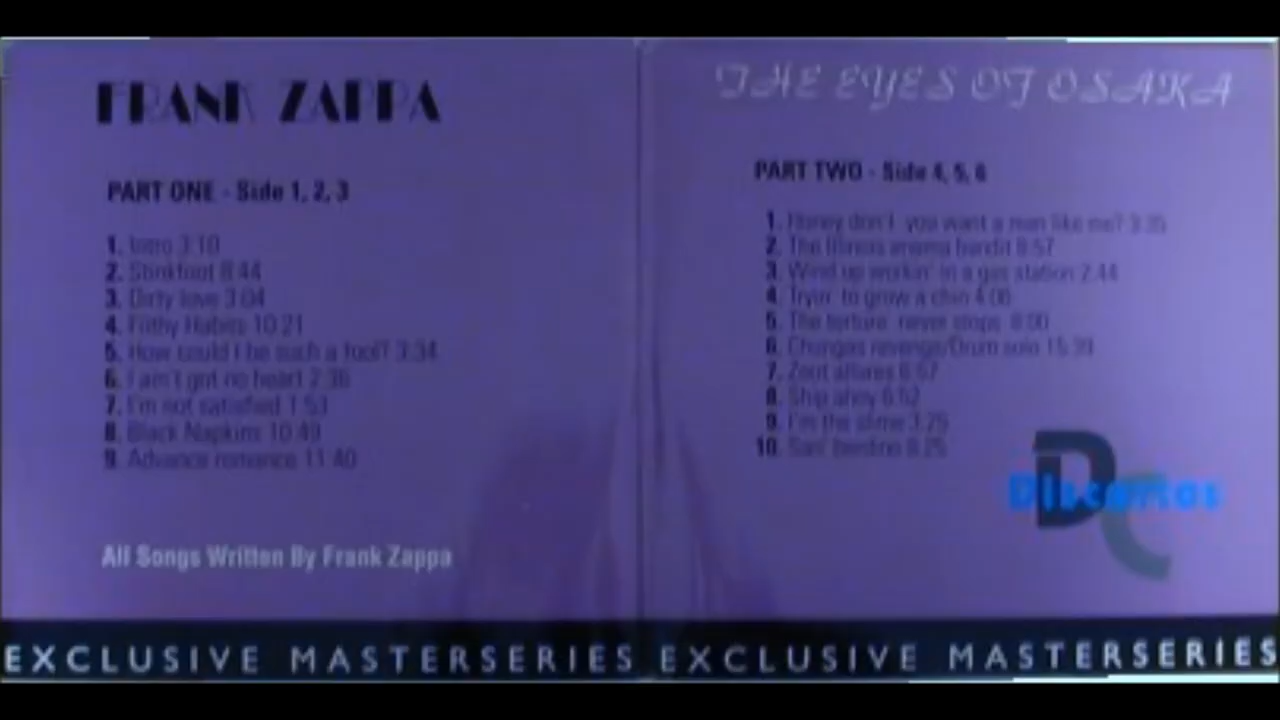 FRANK ZAPPA
PART ONE - Side 1, 2, 3
1. Intro 3:10
2. Stinkfoot 8:44
3. Dirty love 3:04
4. Filthy Habits 10:21
5. How could I be such a fool? 3:34
6. I ain't got no heart 2:36
7. I'm not satisfied 1:53
8. Black Napkins 10:49
9. Advance romance 11:40
All Songs Written By Frank Zappa
EXCLUSIVE MASTERSERIES
THE EYES OF OSAKA
PART TWO - Side 4, 5, 6
1. Honey don't you want a man like me? 3:35
2. The Illinois enema bandit 8:57
3. Wind up workin' in a gas station 2:44
4. Tryin' to grow a chin 4:06
5. The torture never stops 8:00
6. Chungas revenge/Drum solo 15:39
7. Zoot allures 6:57
8. Ship ahoy 6:52
9. I'm the slime 3:25
10. San' berdino 6:25
DC
EXCLUSIVE MASTERSERIES